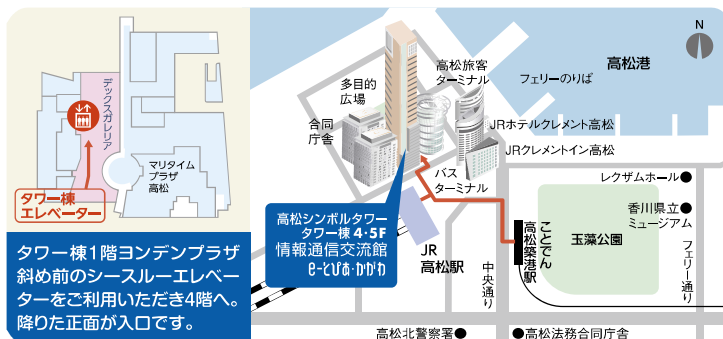 デックスガレリア
マリタイム
プラザ
高松
タワー棟
エレベーター
タワー棟1階ヨンデンプラザ
斜め前のシースルーエレベー
ターをご利用いただき4階へ。
降りた正面が入口です。
N
高松港
フェリーのりば
高松旅客
ターミナル
多目的
広場
合同
庁舎
JRホテルクレメント高松
JRクレメントイン高松
バス
ターミナル
高松シンボルタワー
タワー棟4・5F
情報通信交流館
e-とぴあ・かがわ
JR
高松駅
ことでん
高松築港駅
中央通り
玉藻公園
レクザムホール
香川県立
ミュージアム
フェリー通り
高松北警察署
高松法務合同庁舎